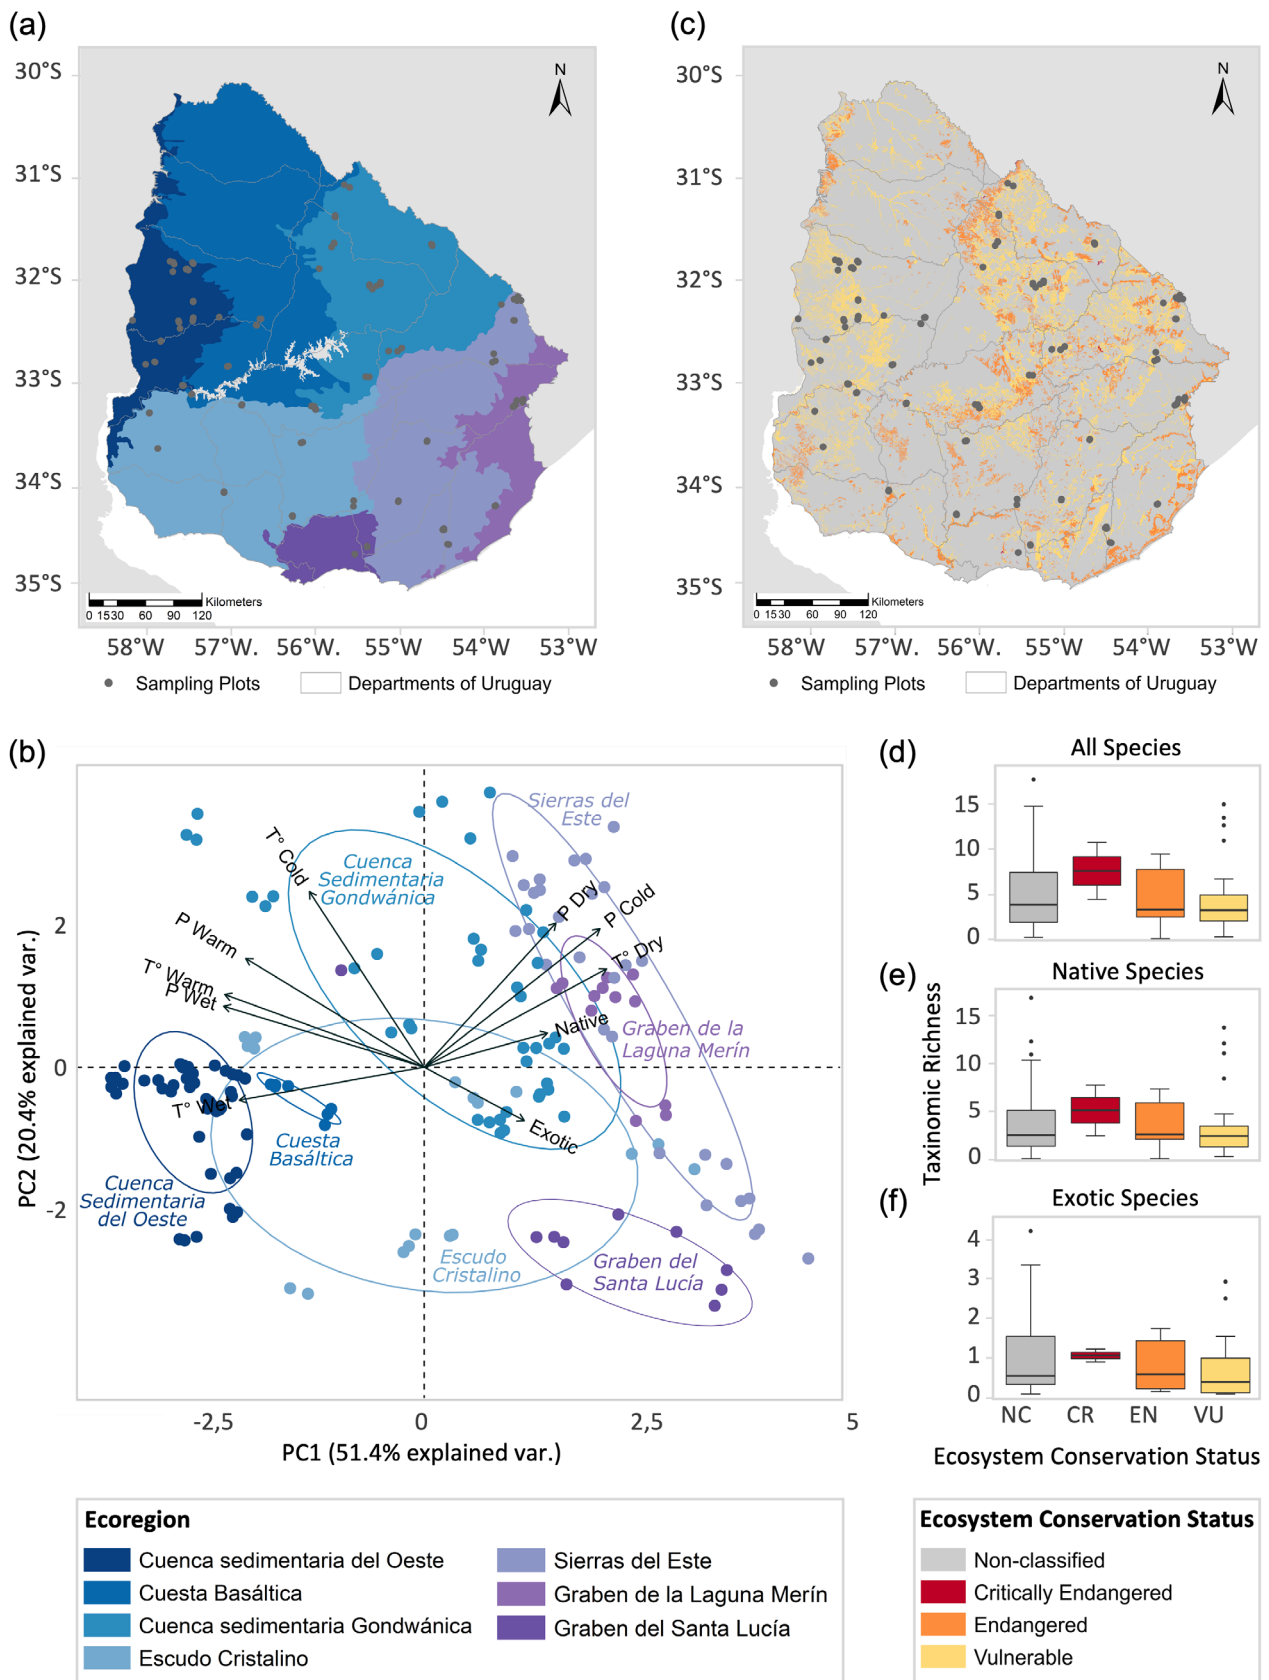 (a)
30°S
31°S
32°S
33°S
34°S
35°S
N
Kilometers
0 15 30 60 90 120
58°W 57°W. 56°W 55°W 54°W 53°W
Sampling Plots
Departments of Uruguay
(c)
30°S
31°S
32°S
33°S
34°S
35°S
N
Kilometers
0 15 30 60 90 120
58°W 57°W. 56°W 55°W 54°W 53°W
Sampling Plots
Departments of Uruguay
(b)
PC2 (20.4% explained var.)
2
0
-2
Sierras del
Este
Cuenca
Sedimentaria
Gondwánica
T° Cold
P Warm
T° Warm
P Wet
T° Wet
P Dry
P Cold
T° Dry
Native
Exotic
Graben de la
Laguna Merín
Cuesta
Basáltica
Cuenca
Sedimentaria
del Oeste
Escudo
Cristalino
Graben del
Santa Lucía
-2,5 0 2,5 5
PC1 (51.4% explained var.)
(d)
All Species
15
10
5
0
(e)
Native Species
15
10
5
0
Taxinomic Richness
(f)
Exotic Species
4
3
2
1
0
NC CR EN VU
Ecosystem Conservation Status
Ecoregion
Cuenca sedimentaria del Oeste
Cuesta Basáltica
Cuenca sedimentaria Gondwánica
Escudo Cristalino
Sierras del Este
Graben de la Laguna Merín
Graben del Santa Lucía
Ecosystem Conservation Status
Non-classified
Critically Endangered
Endangered
Vulnerable